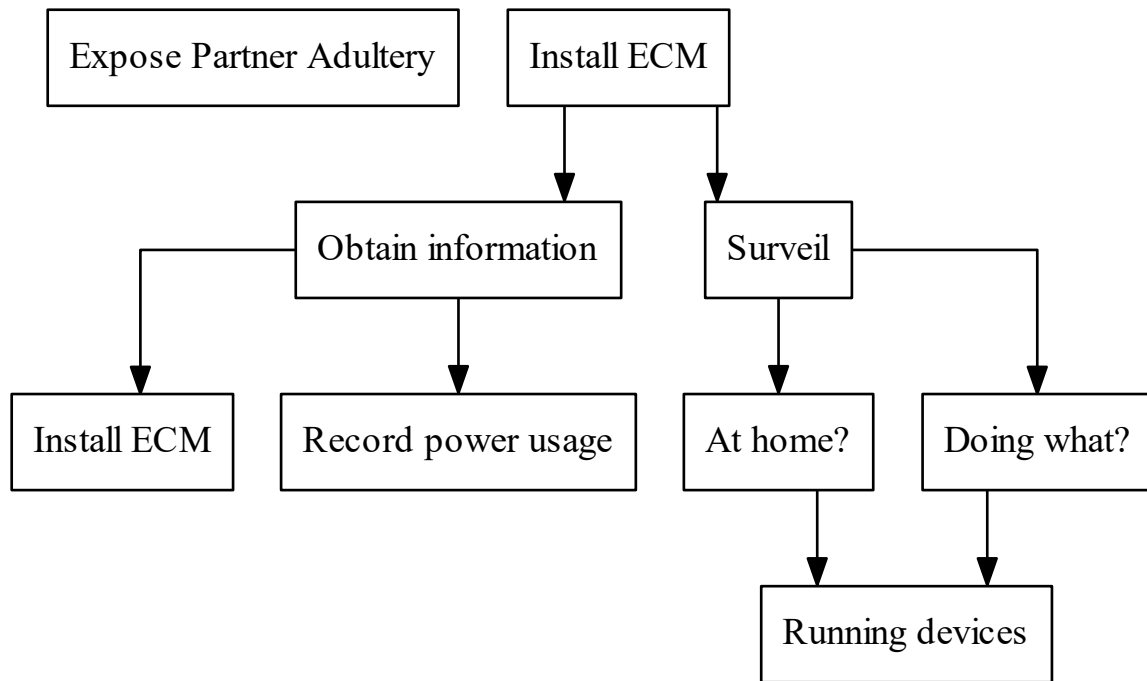 Expose Partner Adultery
Install ECM
Obtain information
Surveil
Install ECM
Record power usage
At home?
Doing what?
Running devices